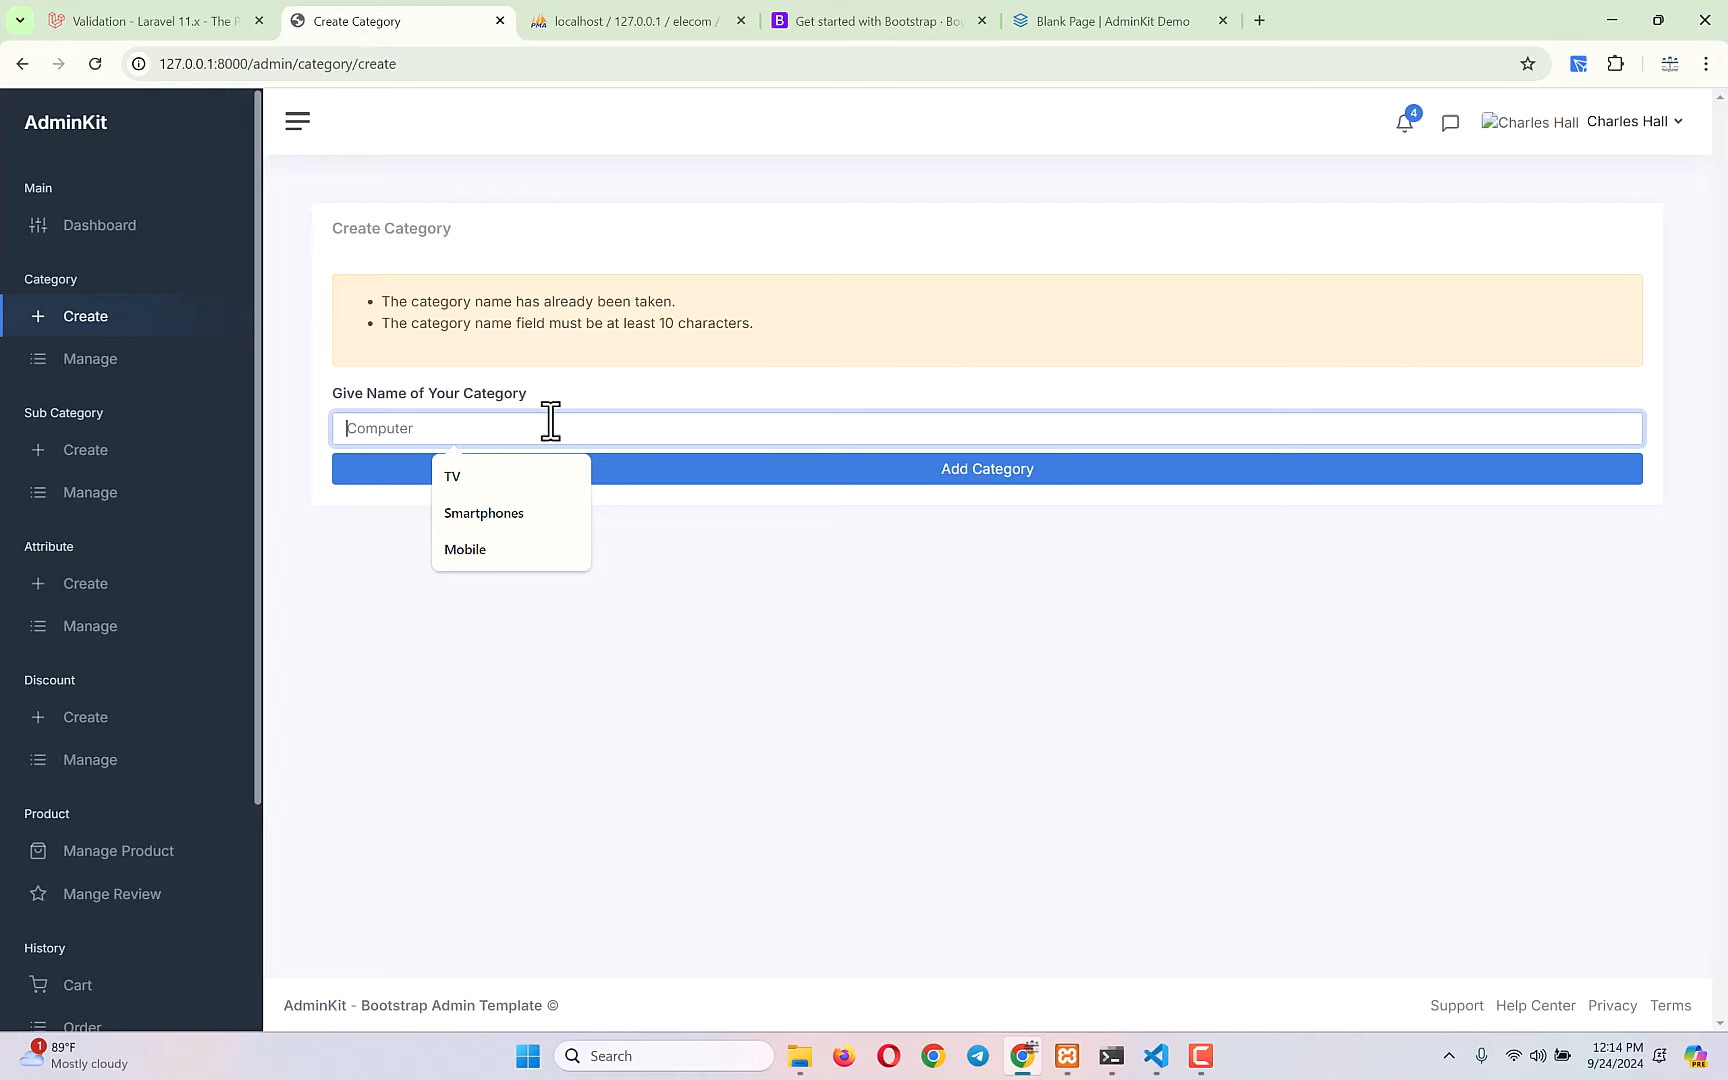 Validation - Laravel 11.x - The P
Create Category
localhost / 127.0.0.1 / elecom /
Get started with Bootstrap · Bo
Blank Page | AdminKit Demo
127.0.0.1:8000/admin/category/create
AdminKit
4
Charles Hall
Charles Hall
Main
Dashboard
Category
Create
Manage
Sub Category
Create
Manage
Attribute
Create
Manage
Discount
Create
Manage
Product
Manage Product
Mange Review
History
Cart
Order
Create Category
The category name has already been taken.
The category name field must be at least 10 characters.
Give Name of Your Category
Computer
Add Category
TV
Smartphones
Mobile
AdminKit - Bootstrap Admin Template ©
Support
Help Center
Privacy
Terms
1
89°F
Mostly cloudy
Search
12:14 PM
9/24/2024
PRE